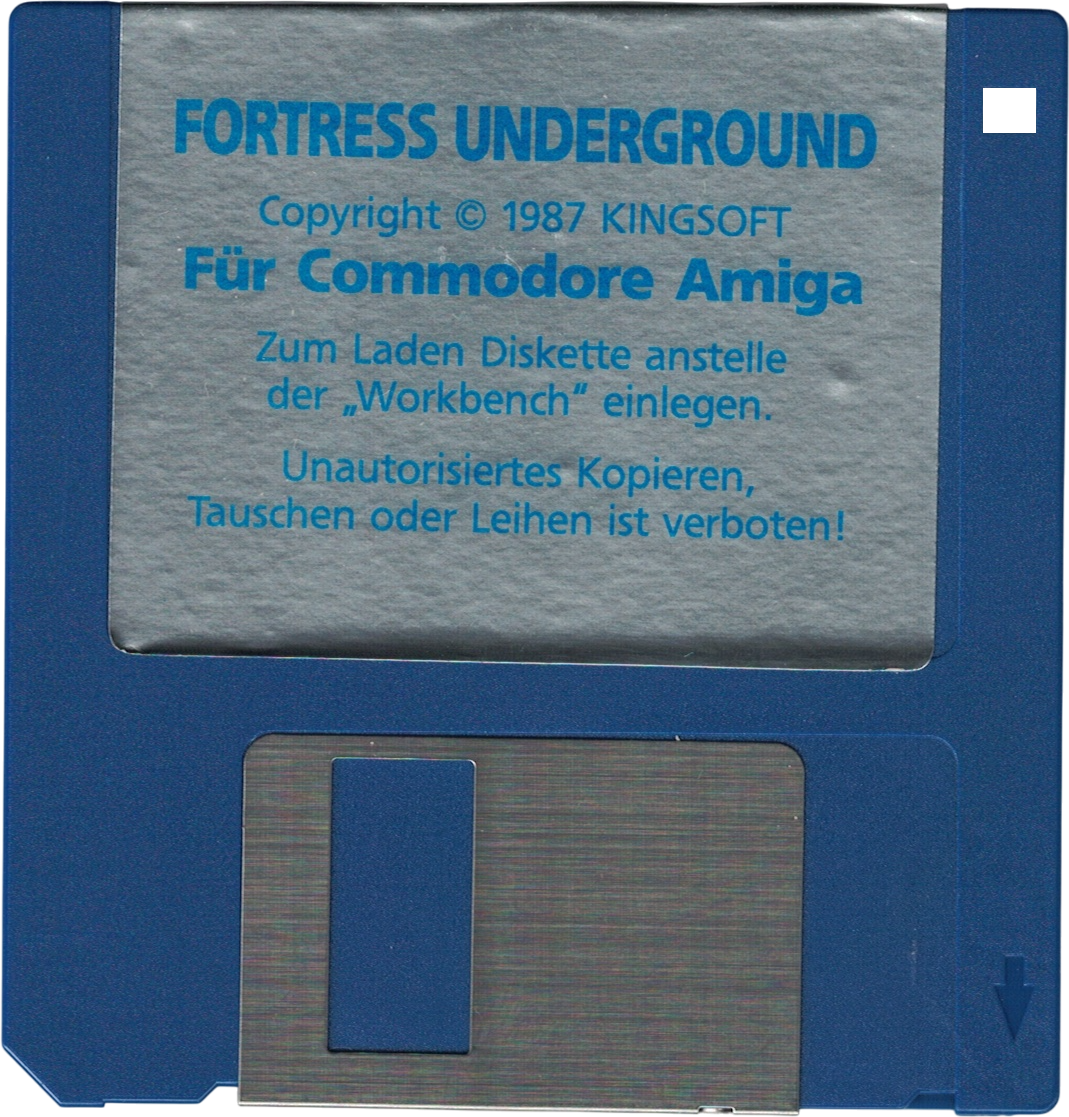 FORTRESS UNDERGROUND
Copyright © 1987 KINGSOFT
Für Commodore Amiga
Zum Laden Diskette anstelle
der „Workbench“ einlegen.
Unautorisiertes Kopieren,
Tauschen oder Leihen ist verboten!